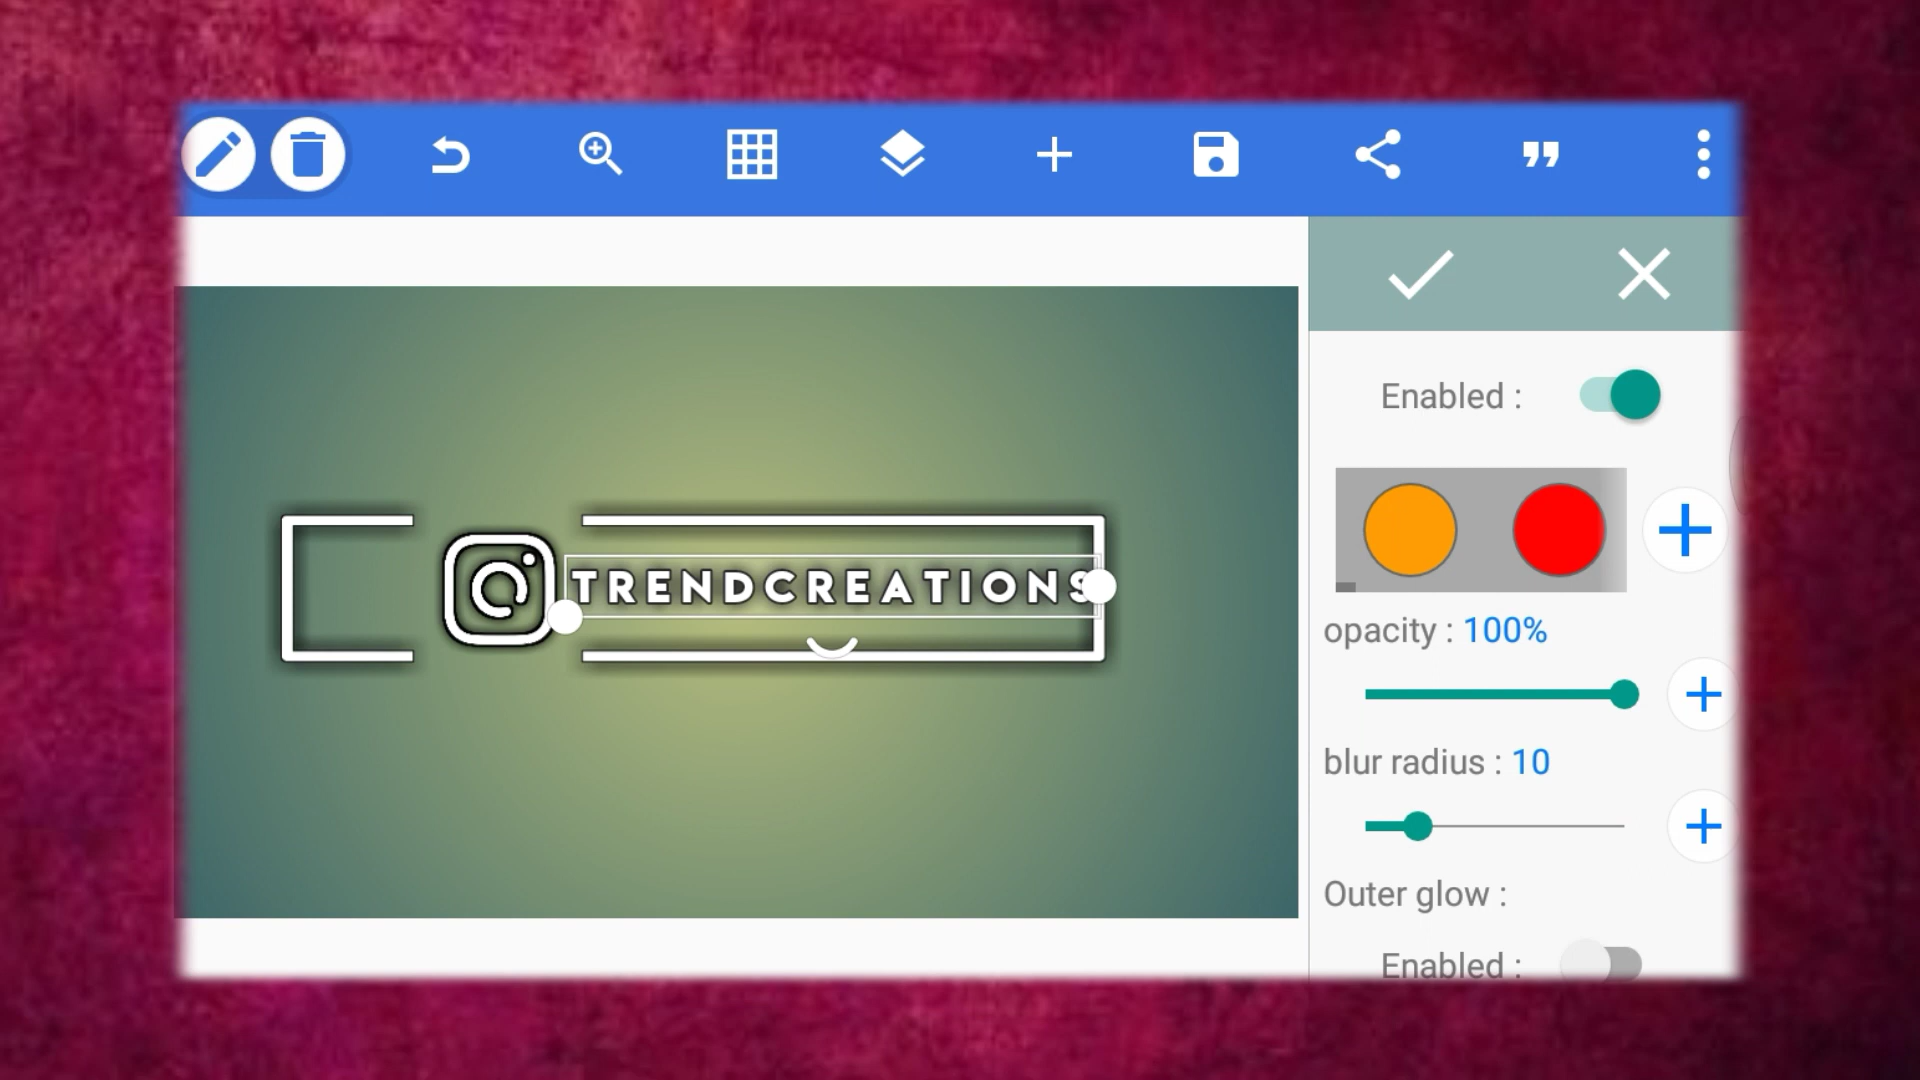 TRENDCREATIONS
Enabled :
opacity : 100%
blur radius : 10
Outer glow :
Enabled :